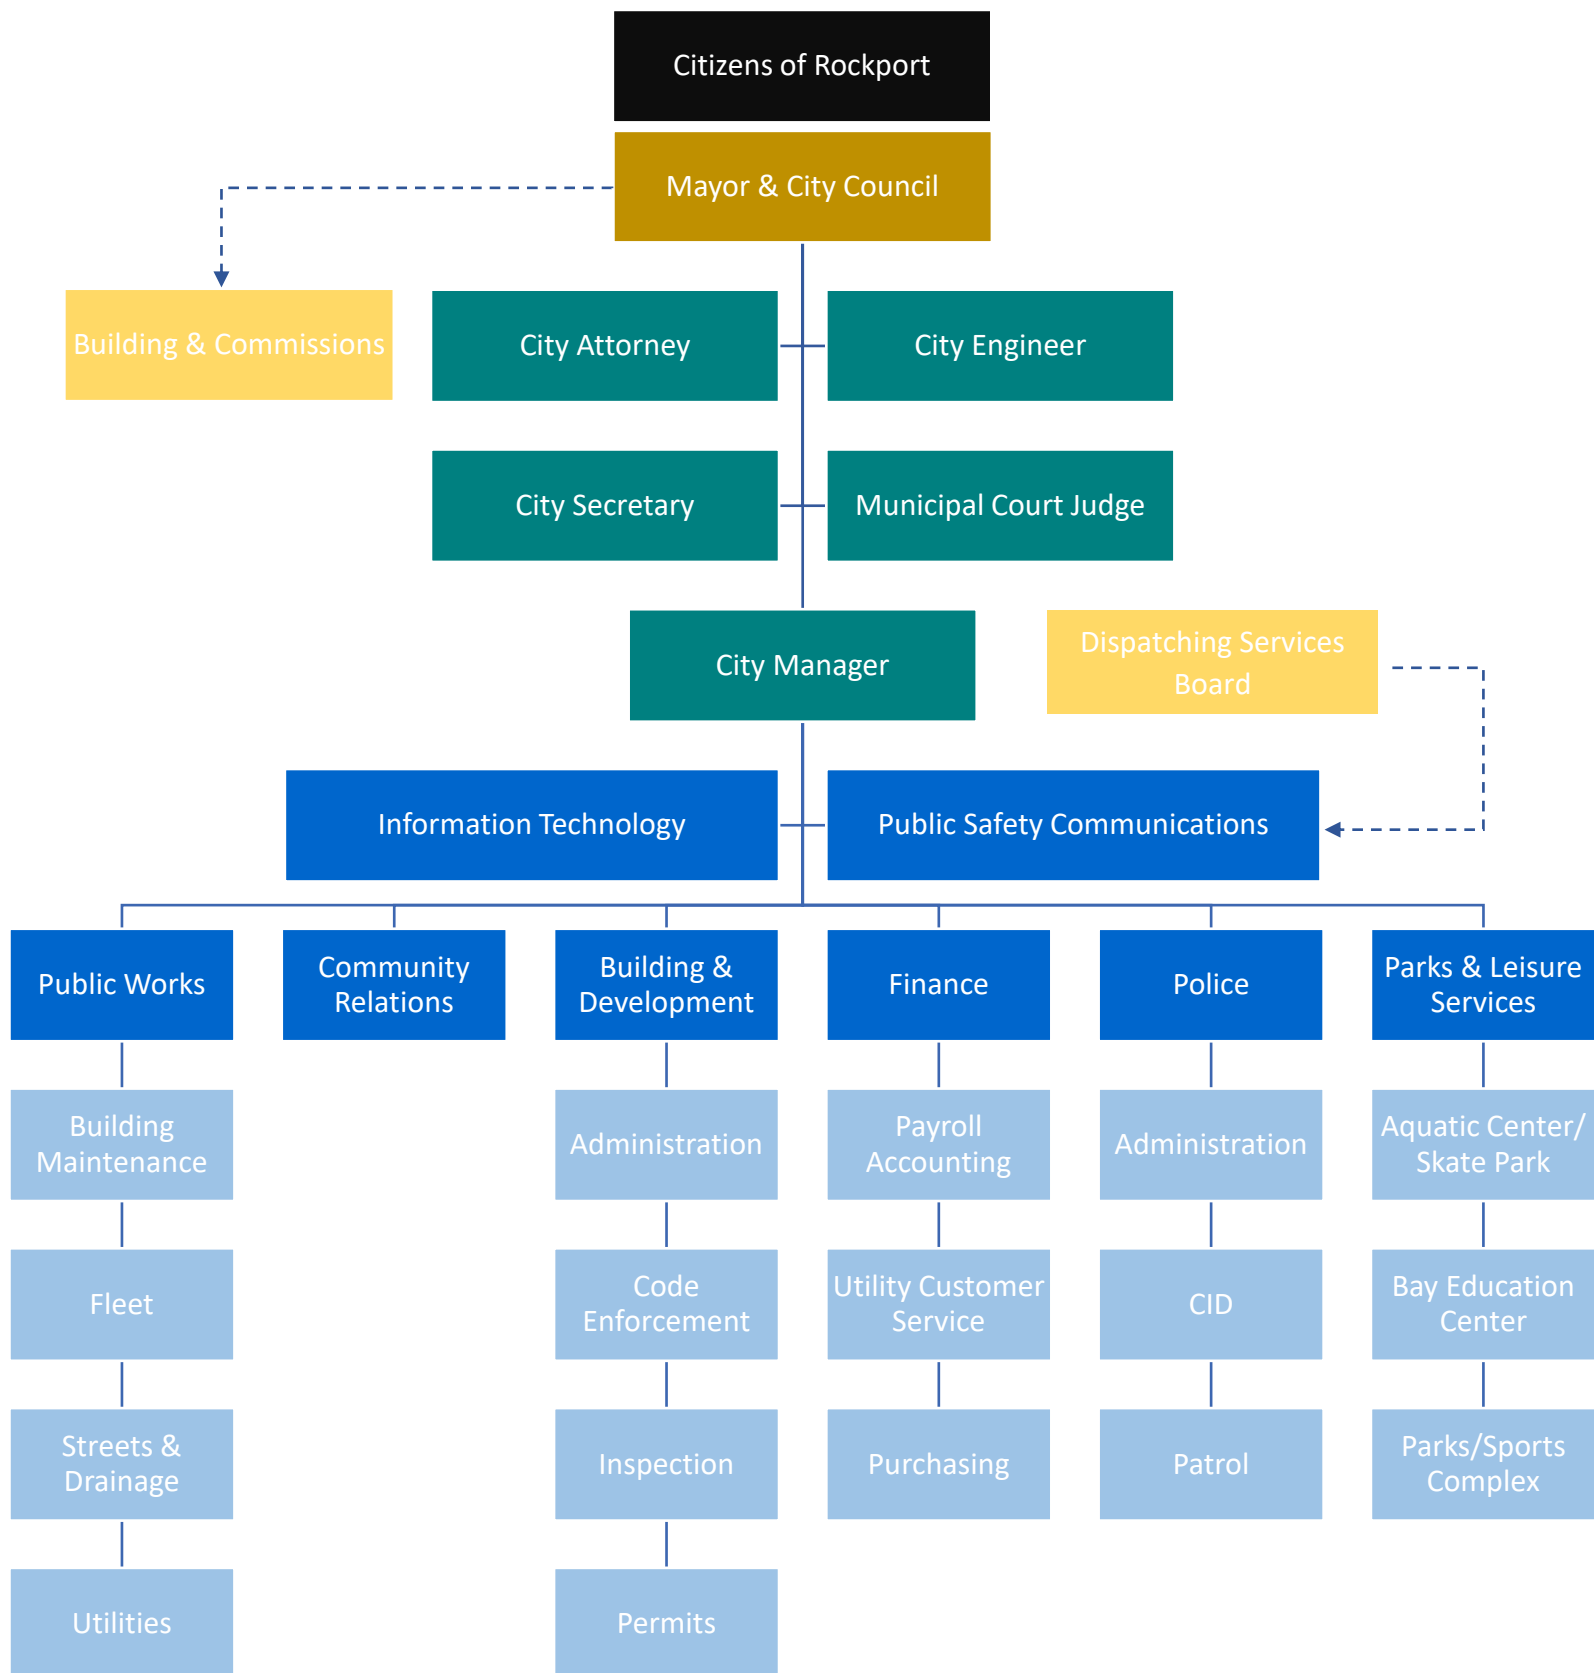 Citizens of Rockport
Mayor & City Council
Building & Commissions
City Attorney
City Engineer
City Secretary
Municipal Court Judge
City Manager
Dispatching Services
Board
Information Technology
Public Safety Communications
Public Works
Community
Relations
Building &
Development
Finance
Police
Parks & Leisure
Services
Building
Maintenance
Administration
Payroll
Accounting
Administration
Aquatic Center/
Skate Park
Fleet
Code
Enforcement
Utility Customer
Service
CID
Bay Education
Center
Streets &
Drainage
Inspection
Purchasing
Patrol
Parks/Sports
Complex
Utilities
Permits